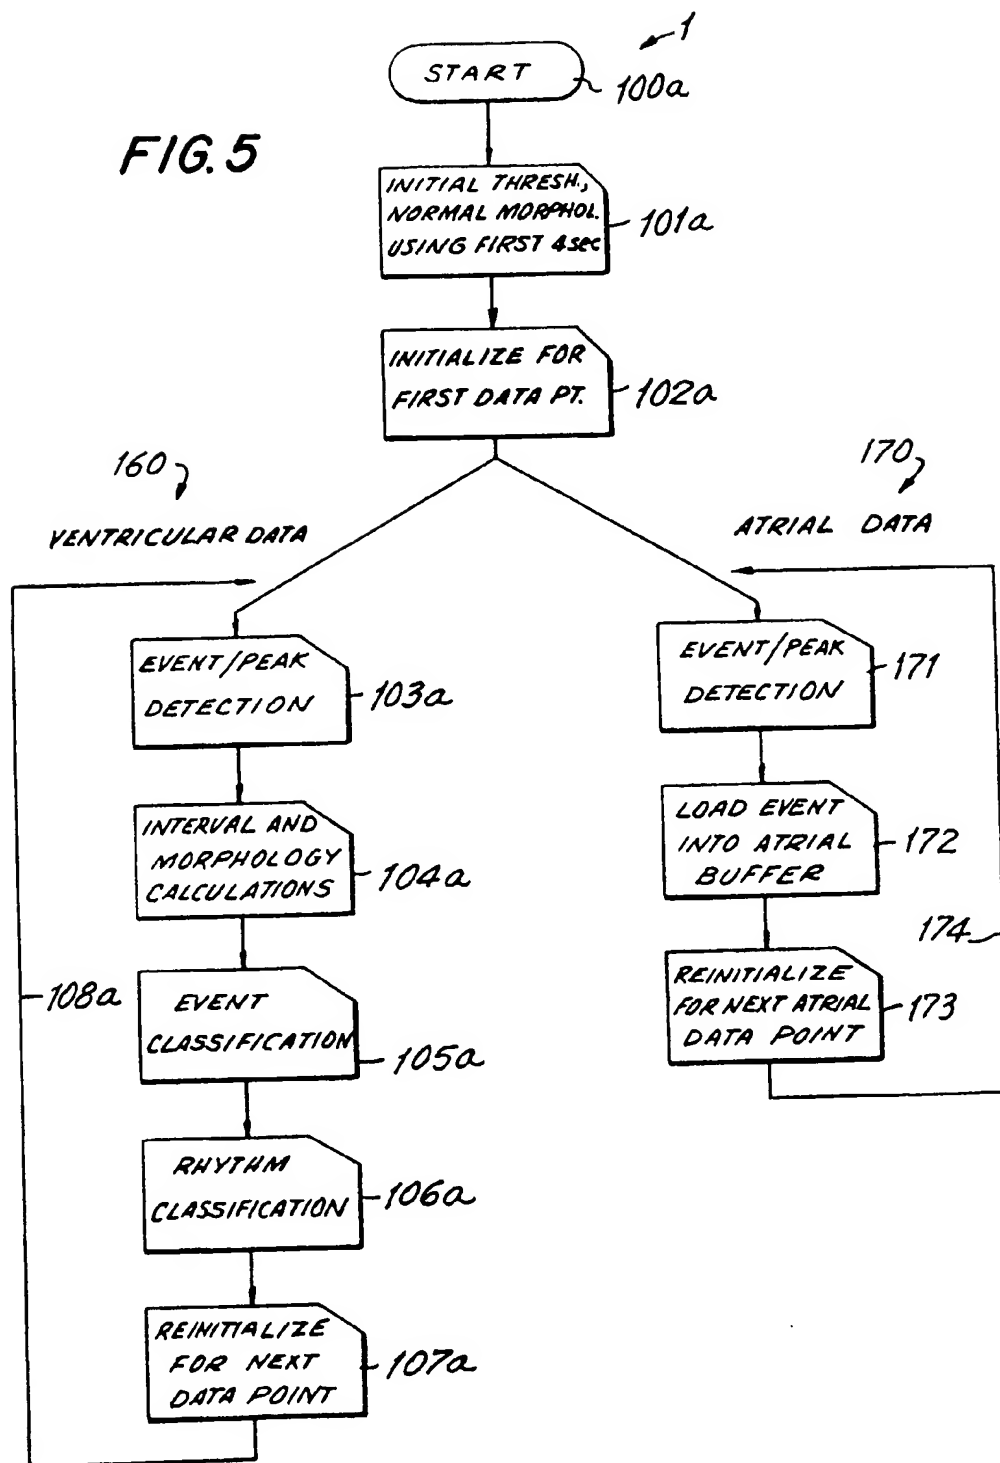 1
START
100a
FIG. 5
INITIAL THRESH.,
NORMAL MORPHOL.
USING FIRST 4sec
101a
INITIALIZE FOR
FIRST DATA PT.
102a
160
VENTRICULAR DATA
170
ATRIAL DATA
EVENT/PEAK
DETECTION
103a
INTERVAL AND
MORPHOLOGY
CALCULATIONS
104a
EVENT
CLASSIFICATION
105a
RHYTHM
CLASSIFICATION
106a
REINITIALIZE
FOR NEXT
DATA POINT
107a
108a
EVENT/PEAK
DETECTION
171
LOAD EVENT
INTO ATRIAL
BUFFER
172
REINITIALIZE
FOR NEXT ATRIAL
DATA POINT
173
174